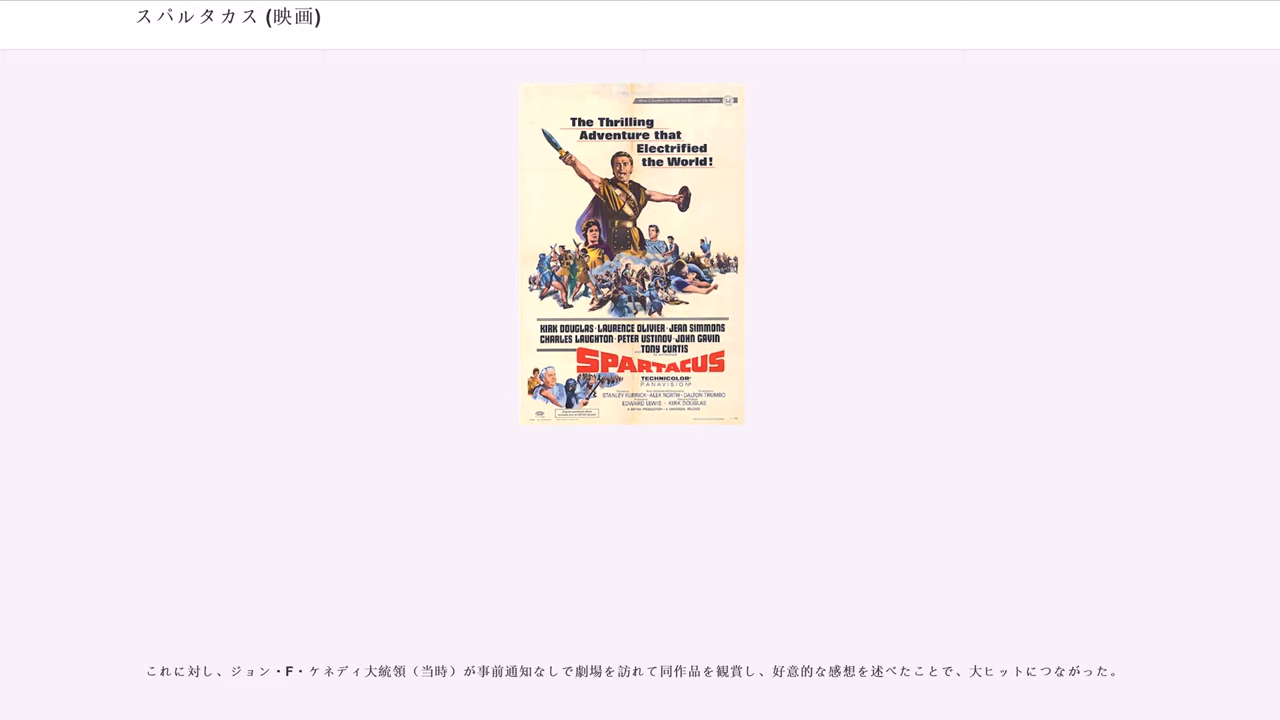 スパルタカス (映画)
The Thrilling
Adventure that
Electrified
the World!
KIRK DOUGLAS · LAURENCE OLIVIER · JEAN SIMMONS
CHARLES LAUGHTON · PETER USTINOV · JOHN GAVIN
TONY CURTIS
SPARTACUS
TECHNICOLOR®
PANAVISION®
STANLEY KUBRICK · ALEX NORTH · DALTON TRUMBO
EDWARD LEWIS · KIRK DOUGLAS
A BRYNA PRODUCTION · A UNIVERSAL RELEASE
これに対し、ジョン・F・ケネディ大統領（当時）が事前通知なしで劇場を訪れて同作品を観賞し、好意的な感想を述べたことで、大ヒットにつながった。